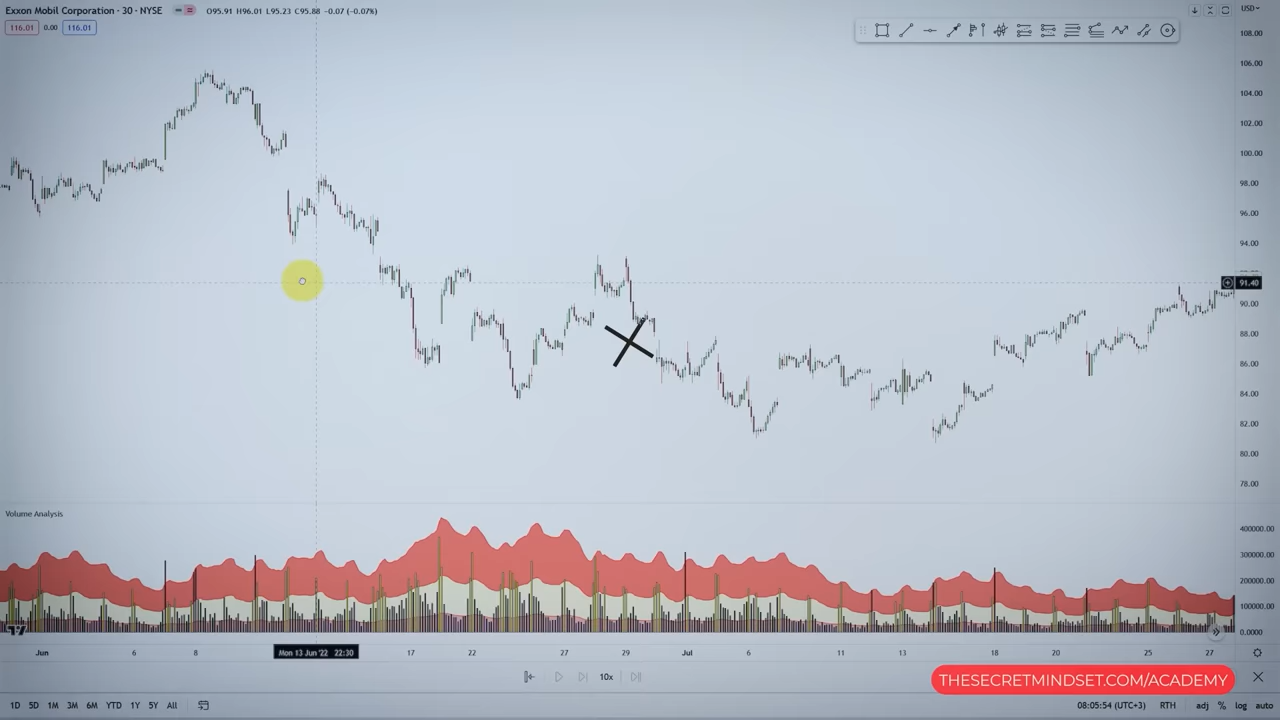 Exxon Mobil Corporation · 30 · NYSE O95.91 H96.01 L95.23 C95.88 -0.07 (-0.07%)
116.01 0.00 116.01
USD
108.00
106.00
104.00
102.00
100.00
98.00
96.00
94.00
91.40
90.00
88.00
86.00
84.00
82.00
80.00
78.00
Volume Analysis
400000.00
300000.00
200000.00
100000.00
0.0000
Jun 6 8 Mon 13 Jun '22 22:30 17 22 27 29 Jul 6 11 13 18 20 25 27
10x
THESECRETMINDSET.COM/ACADEMY
1D 5D 1M 3M 6M YTD 1Y 5Y All 08:05:54 (UTC+3) RTH adj % log auto